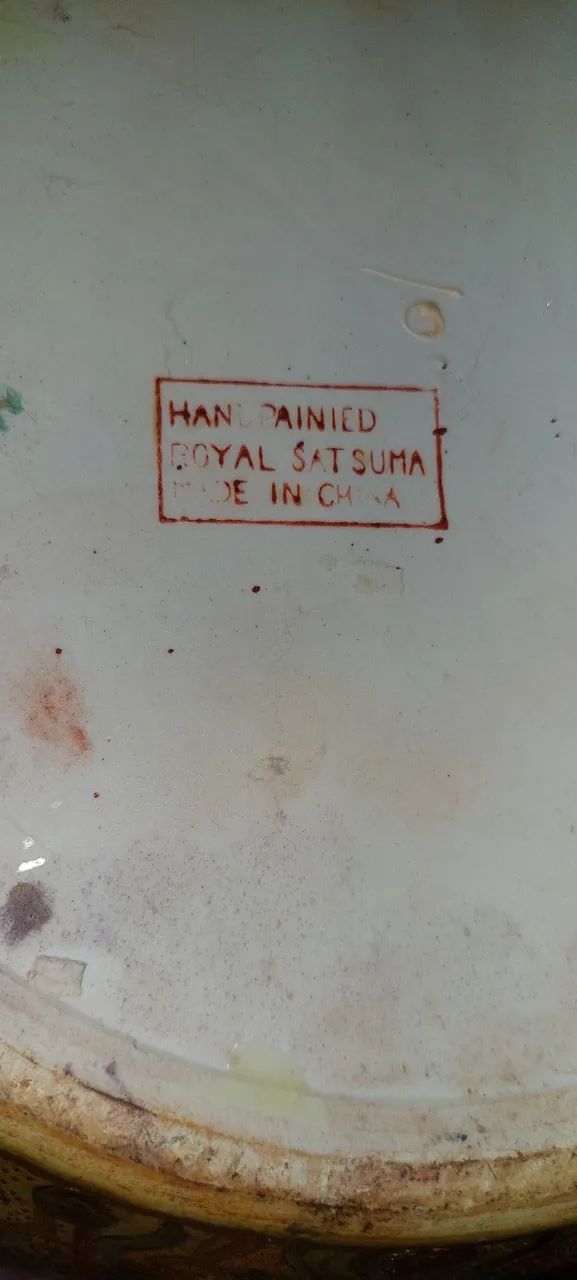 HAND PAINTED
ROYAL SATSUMA
MADE IN CHINA